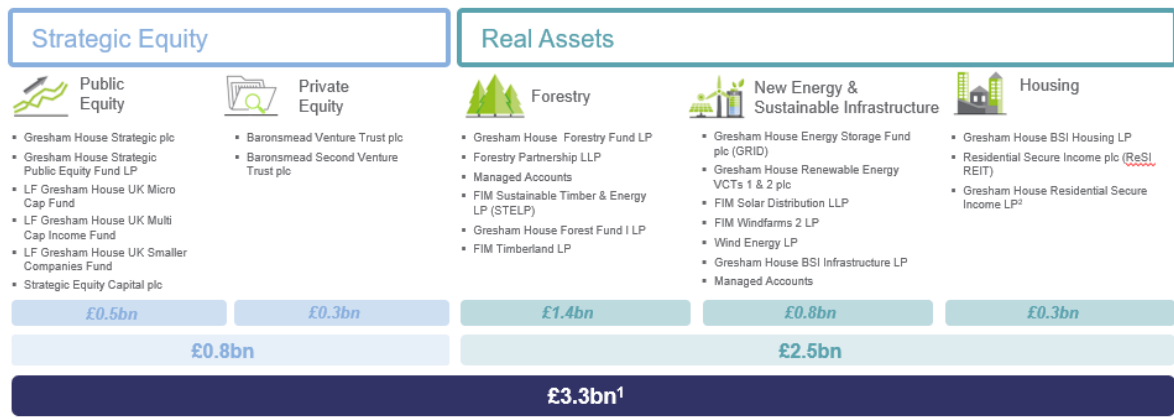 Strategic Equity
Real Assets
Public
Equity
Private
Equity
Forestry
New Energy &
Sustainable Infrastructure
Housing
▪ Gresham House Strategic plc
▪ Gresham House Strategic
Public Equity Fund LP
▪ LF Gresham House UK Micro
Cap Fund
▪ LF Gresham House UK Multi
Cap Income Fund
▪ LF Gresham House UK Smaller
Companies Fund
▪ Strategic Equity Capital plc
▪ Baronsmead Venture Trust plc
▪ Baronsmead Second Venture
Trust plc
▪ Gresham House Forestry Fund LP
▪ Forestry Partnership LLP
▪ Managed Accounts
▪ FIM Sustainable Timber & Energy
LP (STELP)
▪ Gresham House Forest Fund I LP
▪ FIM Timberland LP
▪ Gresham House Energy Storage Fund
plc (GRID)
▪ Gresham House Renewable Energy
VCTs 1 & 2 plc
▪ FIM Solar Distribution LLP
▪ FIM Windfarms 2 LP
▪ Wind Energy LP
▪ Gresham House BSI Infrastructure LP
▪ Managed Accounts
▪ Gresham House BSI Housing LP
▪ Residential Secure Income plc (ReSI
REIT)
▪ Gresham House Residential Secure
Income LP²
£0.5bn
£0.3bn
£1.4bn
£0.8bn
£0.3bn
£0.8bn
£2.5bn
£3.3bn¹